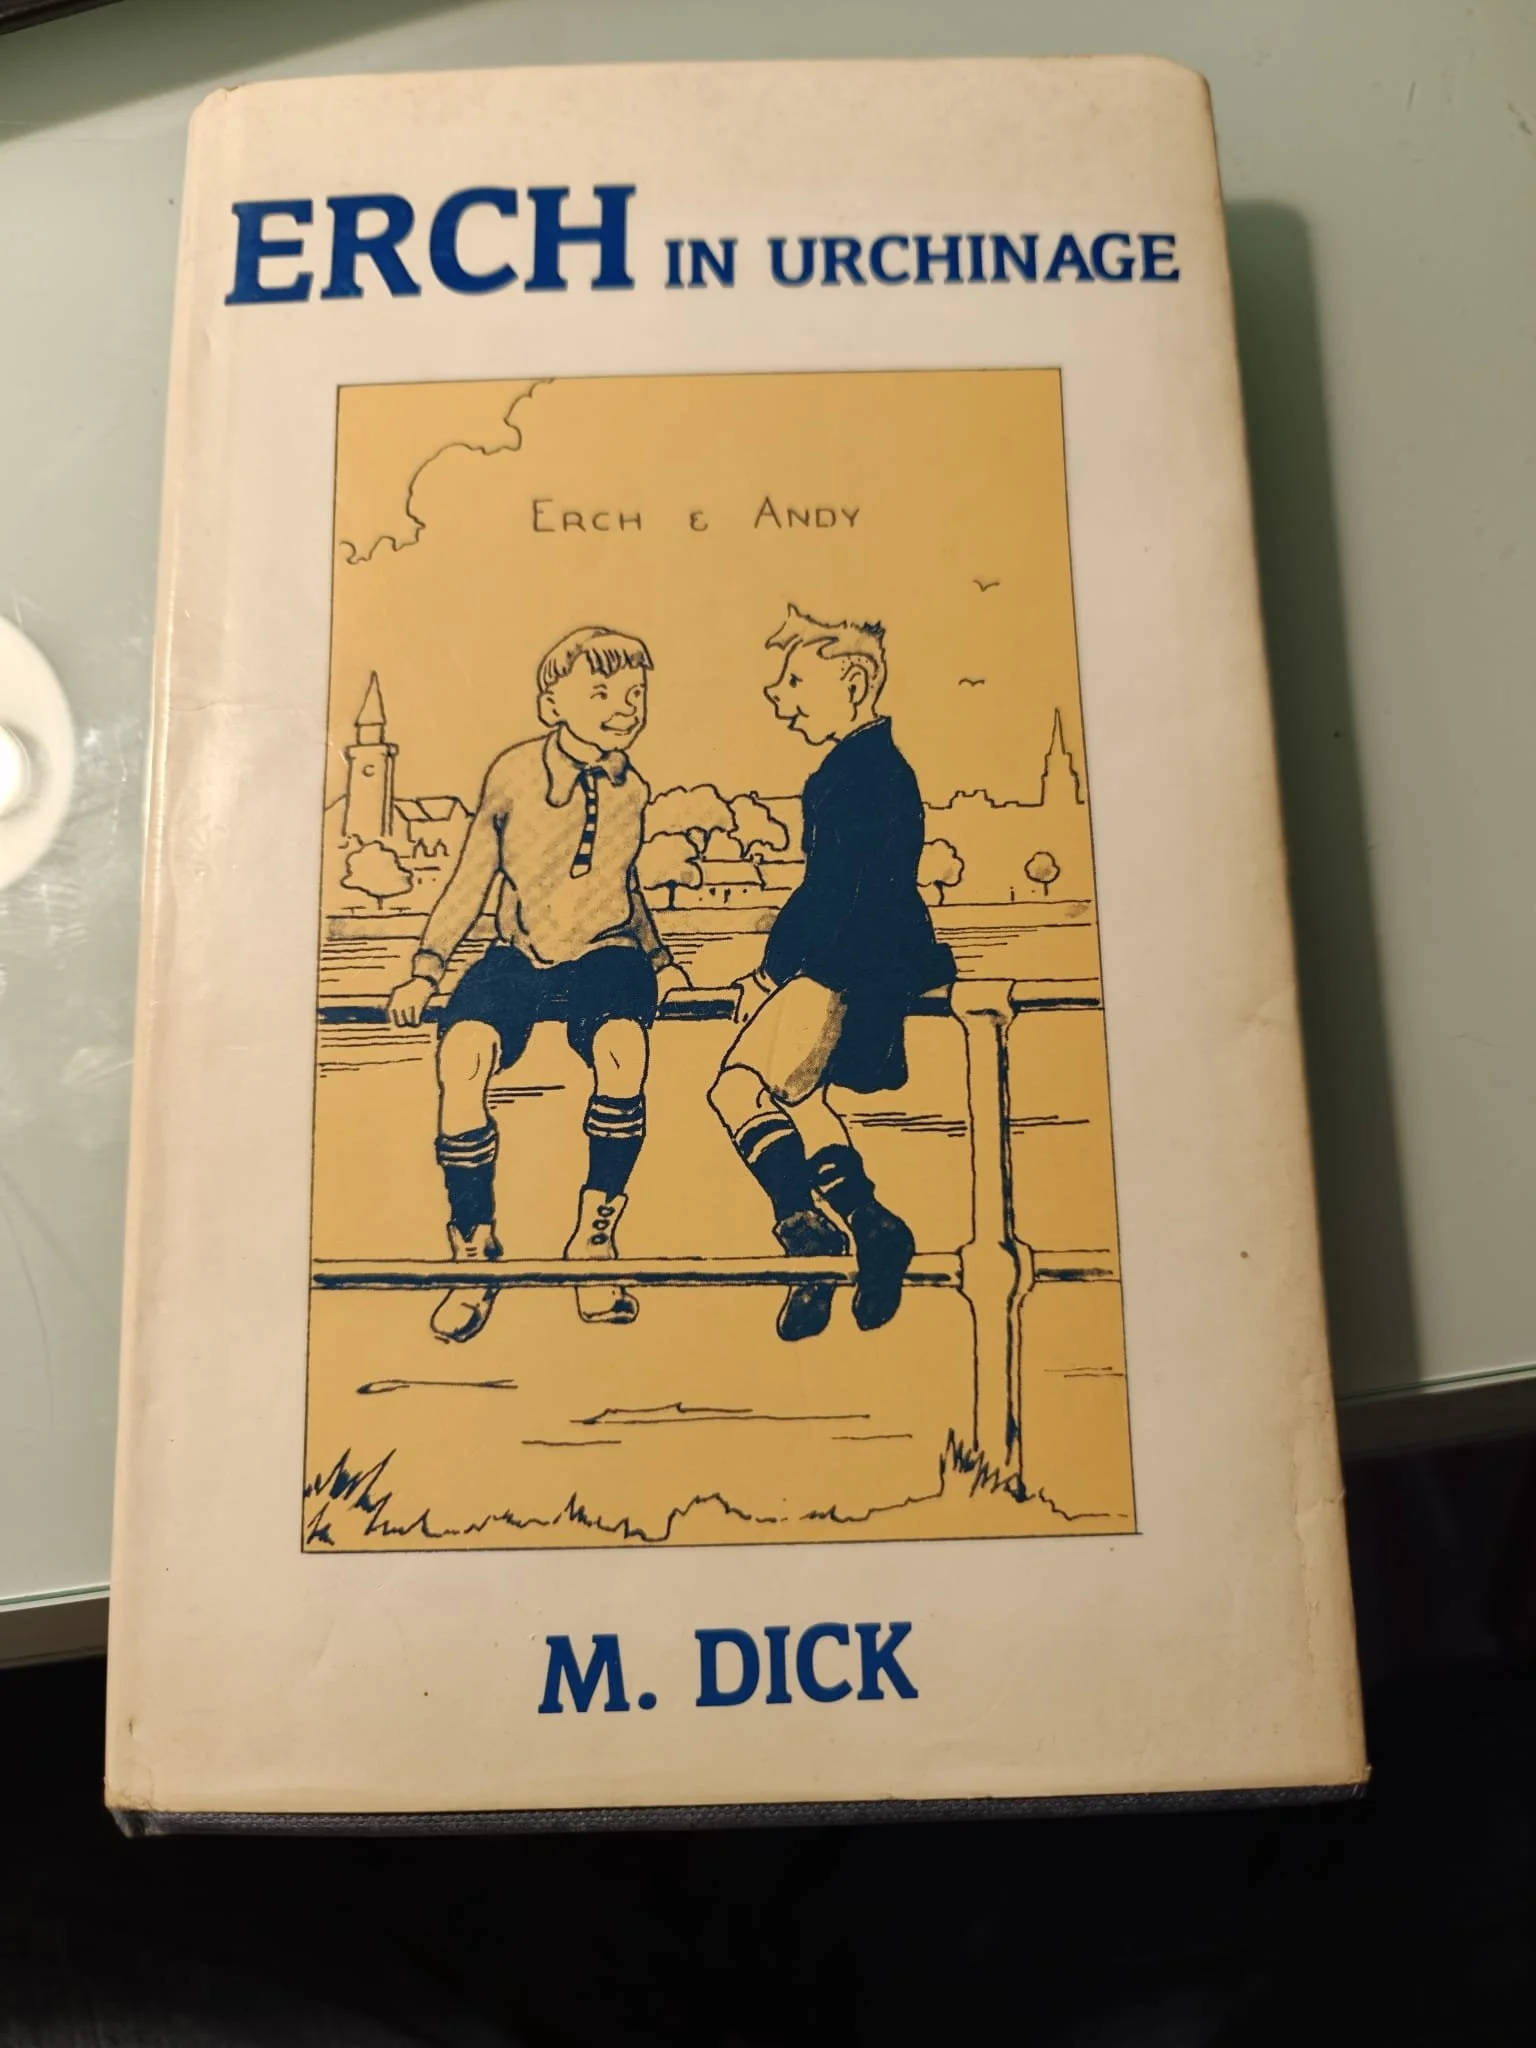 ERCH IN URCHINAGE
ERCH & ANDY
C
M. DICK